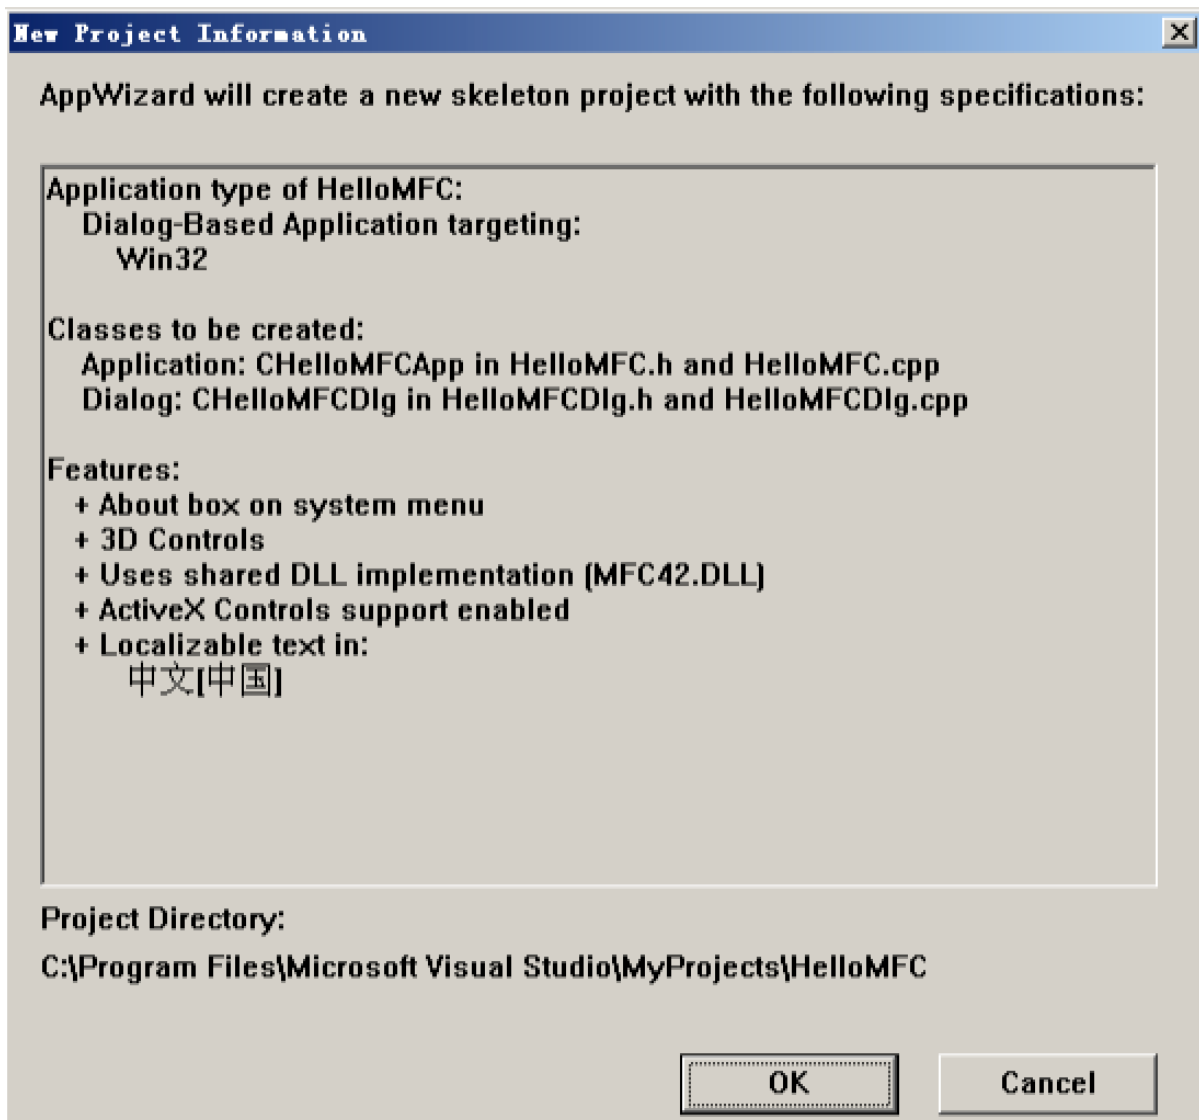 New Project Information
AppWizard will create a new skeleton project with the following specifications:
Application type of HelloMFC:
Dialog-Based Application targeting:
Win32
Classes to be created:
Application: CHelloMFCApp in HelloMFC.h and HelloMFC.cpp
Dialog: CHelloMFCDlg in HelloMFCDlg.h and HelloMFCDlg.cpp
Features:
+ About box on system menu
+ 3D Controls
+ Uses shared DLL implementation (MFC42.DLL)
+ ActiveX Controls support enabled
+ Localizable text in:
中文[中国]
Project Directory:
C:\Program Files\Microsoft Visual Studio\MyProjects\HelloMFC
OK
Cancel